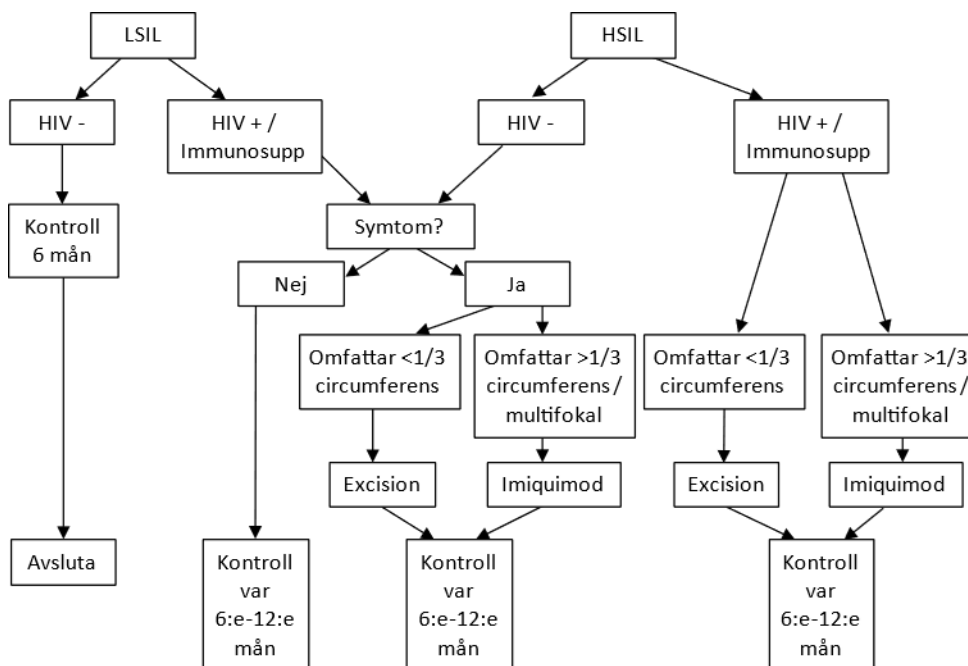 LSIL
HSIL
HIV -
HIV + /
Immunosupp
HIV -
HIV + /
Immunosupp
Kontroll
6 mån
Symtom?
Nej
Ja
Omfattar <1/3
circumferens
Omfattar >1/3
circumferens/
multifokal
Omfattar <1/3
circumferens
Omfattar >1/3
circumferens/
multifokal
Excision
Imiquimod
Excision
Imiquimod
Avsluta
Kontroll
var
6:e-12:e
mån
Kontroll
var
6:e-12:e
mån
Kontroll
var
6:e-12:e
mån